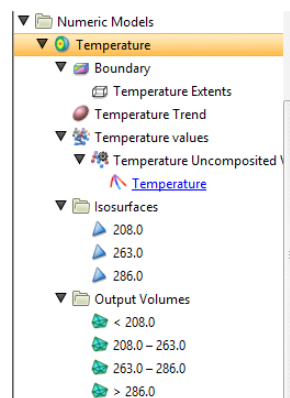 Numeric Models
Temperature
Boundary
Temperature Extents
Temperature Trend
Temperature values
Temperature Uncomposited
Temperature
Isosurfaces
208.0
263.0
286.0
Output Volumes
< 208.0
208.0 – 263.0
263.0 – 286.0
> 286.0